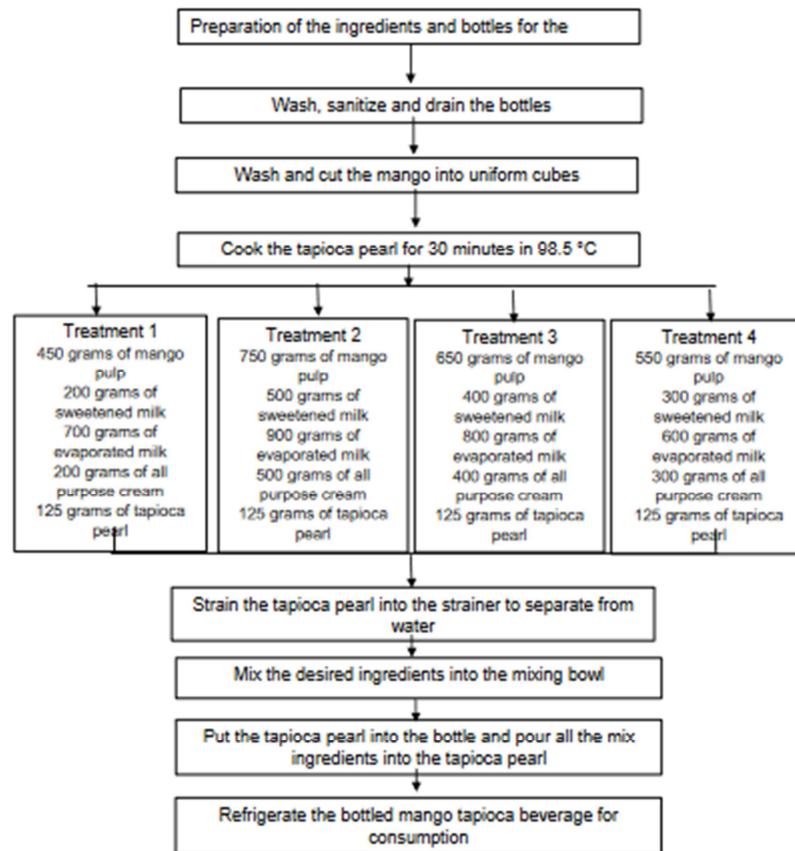 Preparation of the ingredients and bottles for the
Wash, sanitize and drain the bottles
Wash and cut the mango into uniform cubes
Cook the tapioca pearl for 30 minutes in 98.5 °C
Treatment 1
450 grams of mango
pulp
200 grams of
sweetened milk
700 grams of
evaporated milk
200 grams of all
purpose cream
125 grams of tapioca
pearl
Treatment 2
750 grams of mango
pulp
500 grams of
sweetened milk
900 grams of
evaporated milk
500 grams of all
purpose cream
125 grams of tapioca
pearl
Treatment 3
650 grams of mango
pulp
400 grams of
sweetened milk
800 grams of
evaporated milk
400 grams of all
purpose cream
125 grams of tapioca
pearl
Treatment 4
550 grams of mango
pulp
300 grams of
sweetened milk
600 grams of
evaporated milk
300 grams of all
purpose cream
125 grams of tapioca
pearl
Strain the tapioca pearl into the strainer to separate from
water
Mix the desired ingredients into the mixing bowl
Put the tapioca pearl into the bottle and pour all the mix
ingredients into the tapioca pearl
Refrigerate the bottled mango tapioca beverage for
consumption